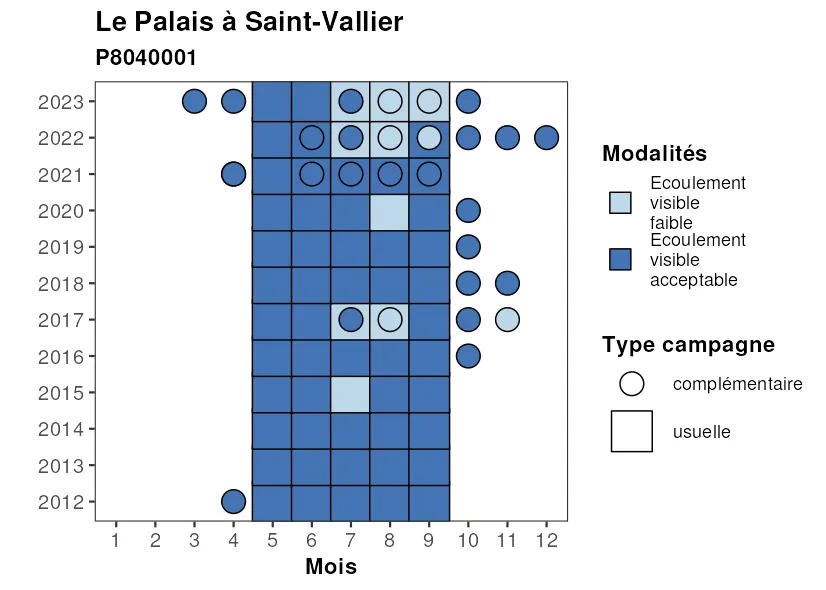 Le Palais à Saint-Vallier
P8040001
2023
2022
2021
2020
2019
2018
2017
2016
2015
2014
2013
2012
1 2 3 4 5 6 7 8 9 10 11 12
Mois
Modalités
Ecoulement
visible
faible
Ecoulement
visible
acceptable
Type campagne
complémentaire
usuelle